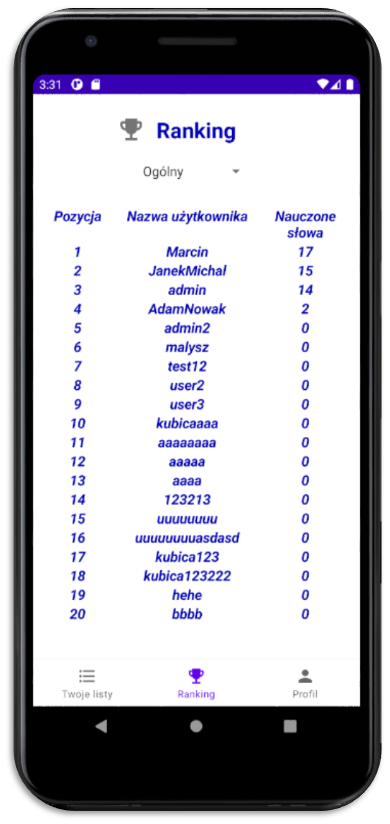 3:31
Ranking
Ogólny
Pozycja Nazwa użytkownika Nauczone słowa
1 Marcin 17
2 JanekMichal 15
3 admin 14
4 AdamNowak 2
5 admin2 0
6 malysz 0
7 test12 0
8 user2 0
9 user3 0
10 kubicaaaa 0
11 aaaaaaaa 0
12 aaaaa 0
13 aaaa 0
14 123213 0
15 uuuuuuuu 0
16 uuuuuuuuasdasd 0
17 kubica123 0
18 kubica123222 0
19 hehe 0
20 bbbb 0
Twoje listy Ranking Profil